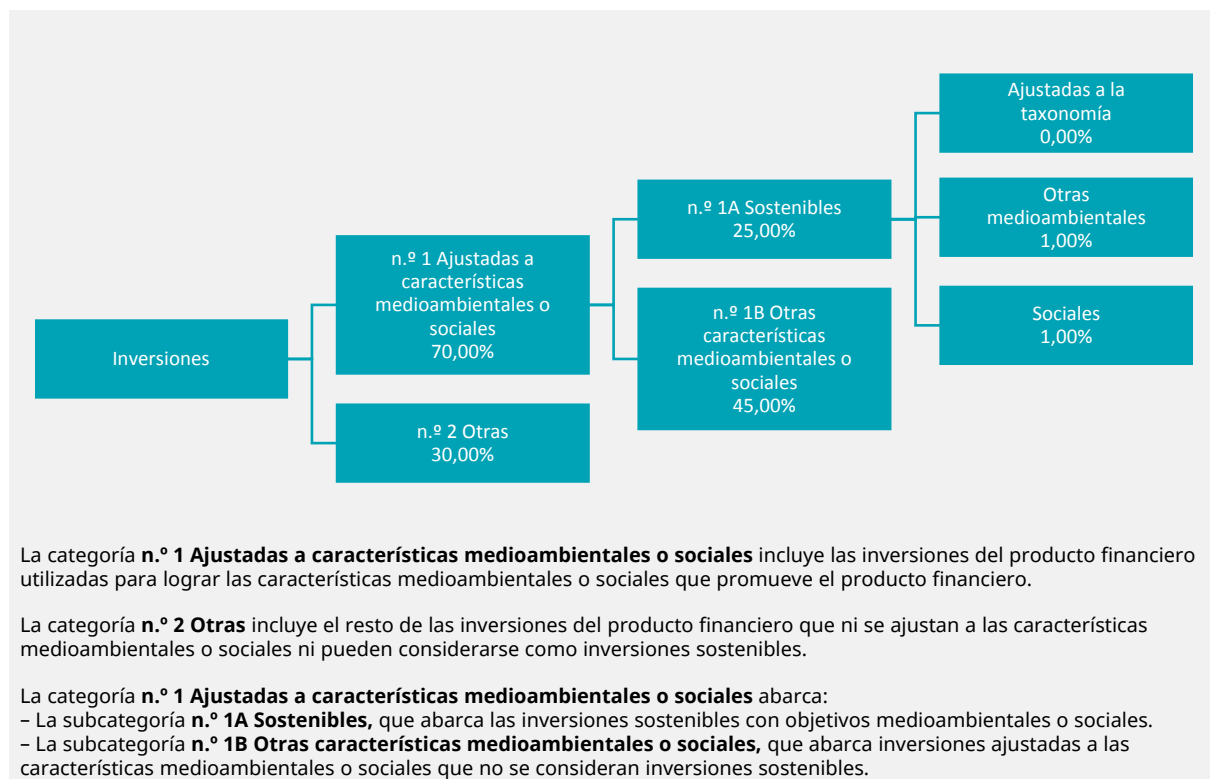 Inversiones
n.º 1 Ajustadas a
características
medioambientales o
sociales
70,00%
n.º 2 Otras
30,00%
n.º 1A Sostenibles
25,00%
n.º 1B Otras
características
medioambientales o
sociales
45,00%
Ajustadas a la
taxonomía
0,00%
Otras
medioambientales
1,00%
Sociales
1,00%
La categoría n.º 1 Ajustadas a características medioambientales o sociales incluye las inversiones del producto financiero
utilizadas para lograr las características medioambientales o sociales que promueve el producto financiero.
La categoría n.º 2 Otras incluye el resto de las inversiones del producto financiero que ni se ajustan a las características
medioambientales o sociales ni pueden considerarse como inversiones sostenibles.
La categoría n.º 1 Ajustadas a características medioambientales o sociales abarca:
– La subcategoría n.º 1A Sostenibles, que abarca las inversiones sostenibles con objetivos medioambientales o sociales.
– La subcategoría n.º 1B Otras características medioambientales o sociales, que abarca inversiones ajustadas a las
características medioambientales o sociales que no se consideran inversiones sostenibles.